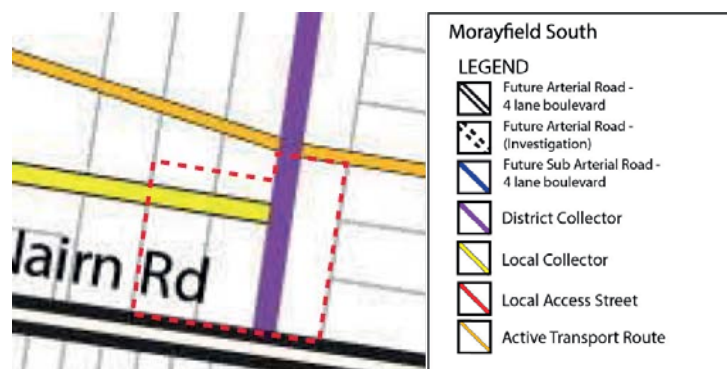 Nairn Rd
Morayfield South
LEGEND
Future Arterial Road -
4 lane boulevard
Future Arterial Road -
(Investigation)
Future Sub Arterial Road -
4 lane boulevard
District Collector
Local Collector
Local Access Street
Active Transport Route